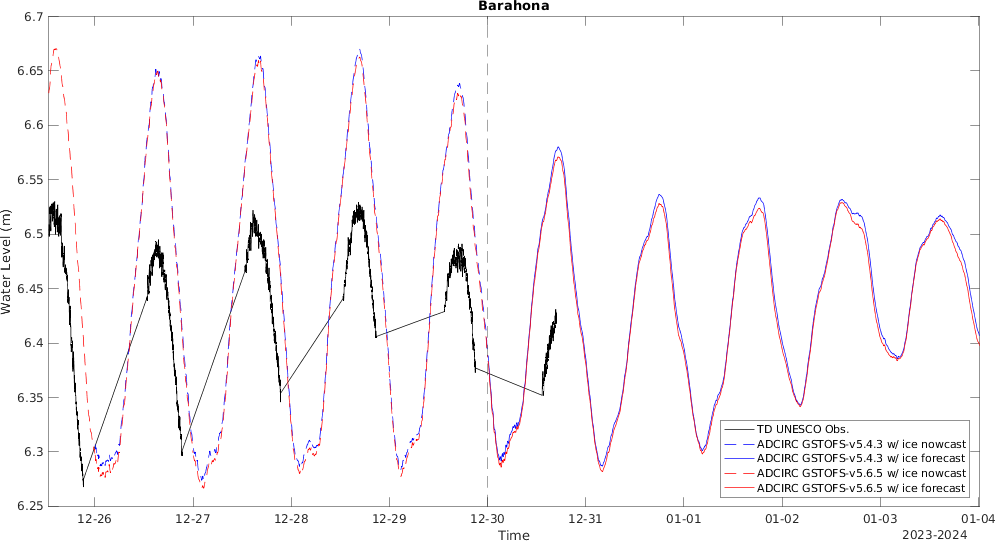 Barahona
6.7
6.65
6.6
6.55
6.5
6.45
6.4
6.35
6.3
6.25
Water Level (m)
12-26 12-27 12-28 12-29 12-30 12-31 01-01 01-02 01-03 01-04
Time
2023-2024
TD UNESCO Obs.
ADCIRC GSTOFS-v5.4.3 w/ ice nowcast
ADCIRC GSTOFS-v5.4.3 w/ ice forecast
ADCIRC GSTOFS-v5.6.5 w/ ice nowcast
ADCIRC GSTOFS-v5.6.5 w/ ice forecast